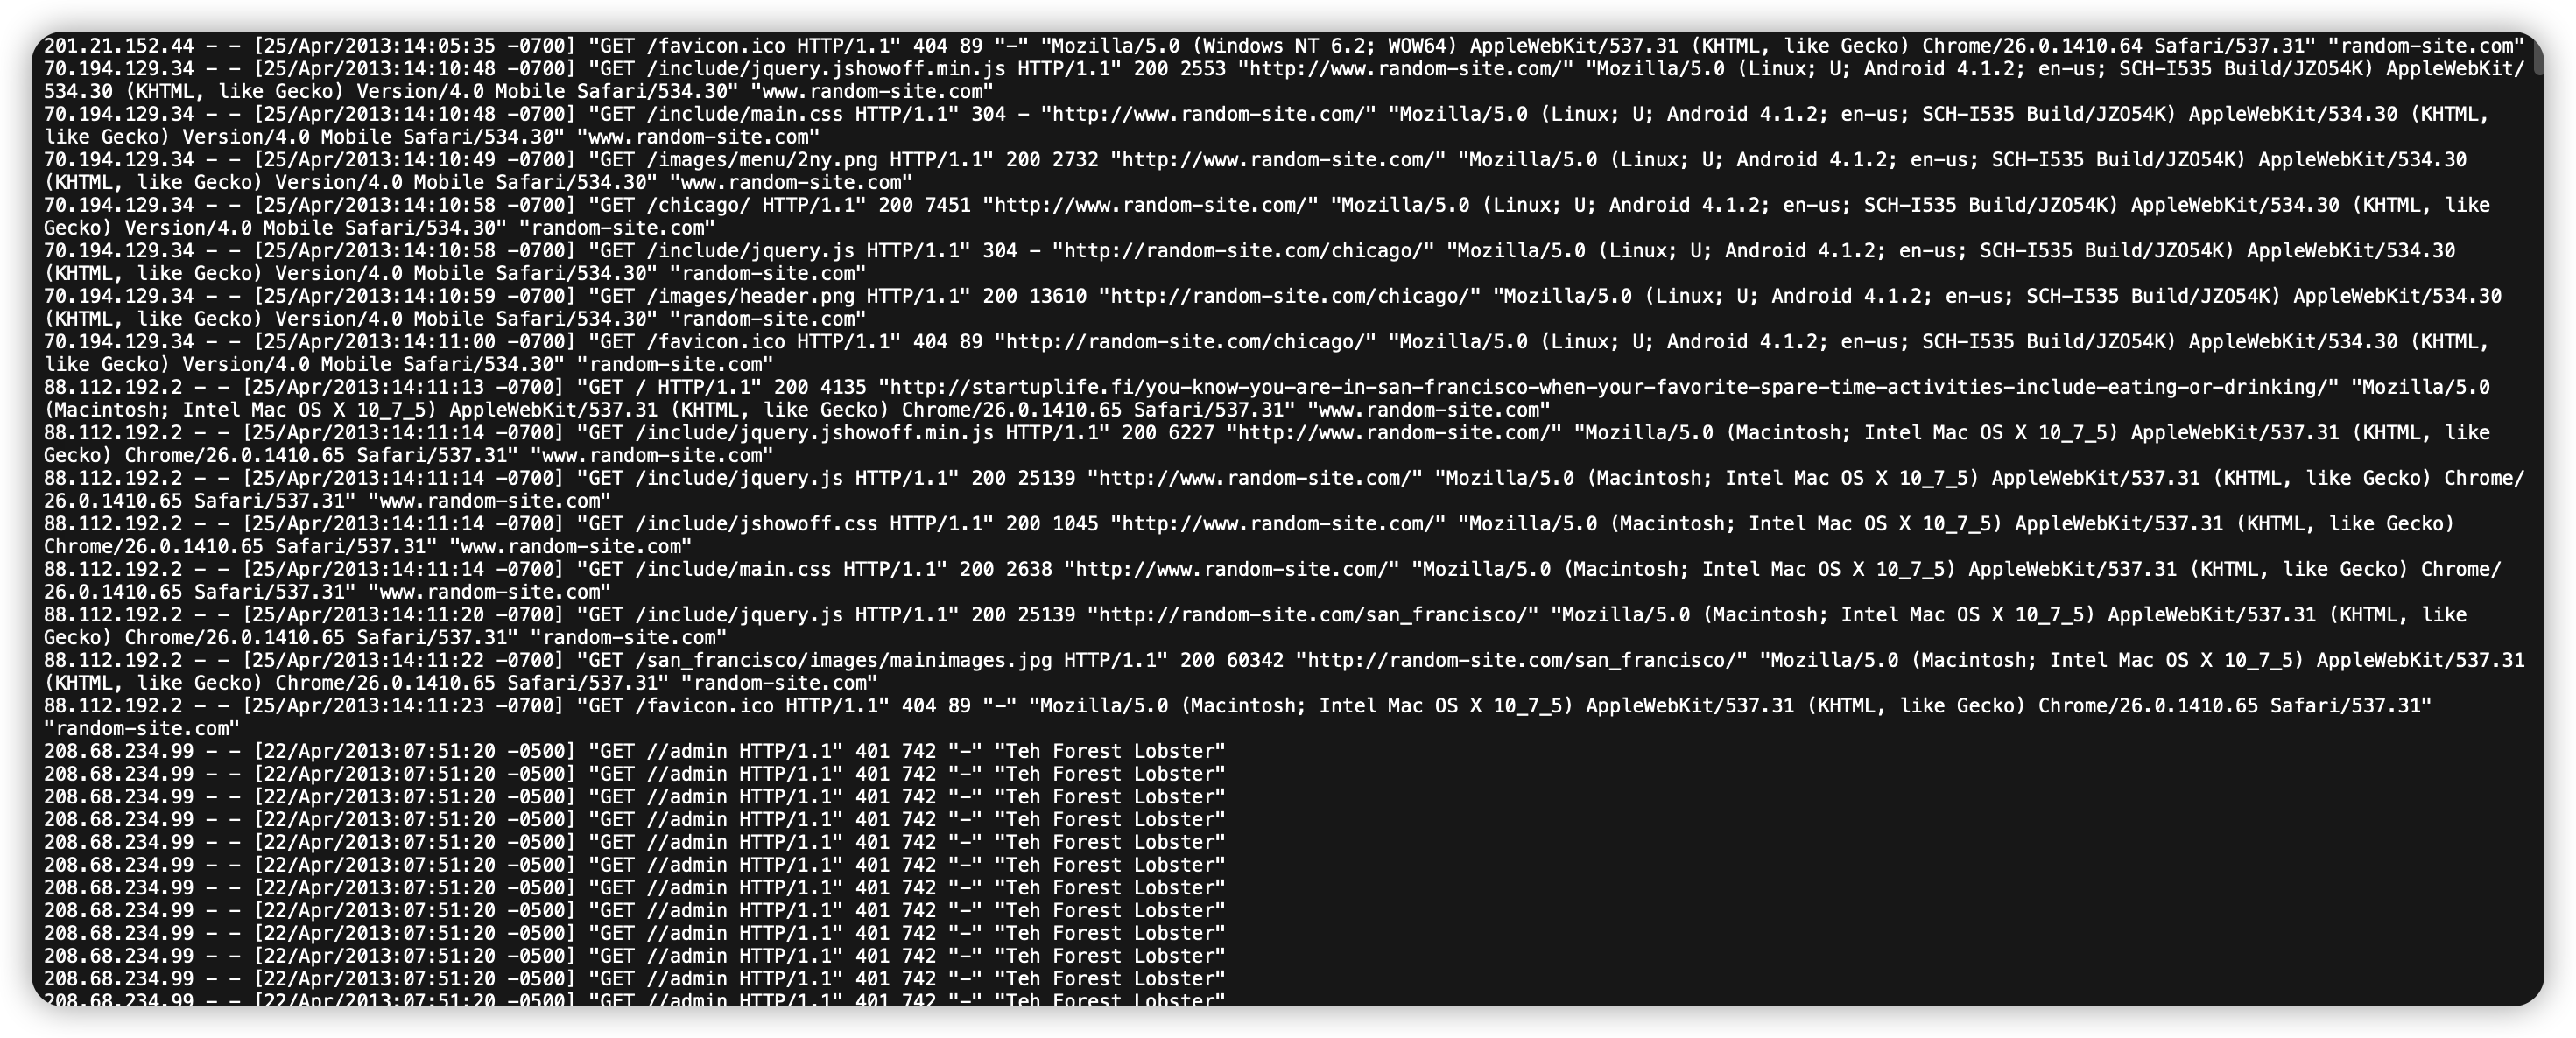 201.21.152.44 - - [25/Apr/2013:14:05:35 -0700] "GET /favicon.ico HTTP/1.1" 404 89 "-" "Mozilla/5.0 (Windows NT 6.2; WOW64) AppleWebKit/537.31 (KHTML, like Gecko) Chrome/26.0.1410.64 Safari/537.31" "random-site.com"
70.194.129.34 - - [25/Apr/2013:14:10:48 -0700] "GET /include/jquery.jshowoff.min.js HTTP/1.1" 200 2553 "http://www.random-site.com/" "Mozilla/5.0 (Linux; U; Android 4.1.2; en-us; SCH-I535 Build/JZO54K) AppleWebKit/
534.30 (KHTML, like Gecko) Version/4.0 Mobile Safari/534.30" "www.random-site.com"
70.194.129.34 - - [25/Apr/2013:14:10:48 -0700] "GET /include/main.css HTTP/1.1" 304 - "http://www.random-site.com/" "Mozilla/5.0 (Linux; U; Android 4.1.2; en-us; SCH-I535 Build/JZO54K) AppleWebKit/534.30 (KHTML,
like Gecko) Version/4.0 Mobile Safari/534.30" "www.random-site.com"
70.194.129.34 - - [25/Apr/2013:14:10:49 -0700] "GET /images/menu/2ny.png HTTP/1.1" 200 2732 "http://www.random-site.com/" "Mozilla/5.0 (Linux; U; Android 4.1.2; en-us; SCH-I535 Build/JZO54K) AppleWebKit/534.30
(KHTML, like Gecko) Version/4.0 Mobile Safari/534.30" "www.random-site.com"
70.194.129.34 - - [25/Apr/2013:14:10:58 -0700] "GET /chicago/ HTTP/1.1" 200 7451 "http://www.random-site.com/" "Mozilla/5.0 (Linux; U; Android 4.1.2; en-us; SCH-I535 Build/JZO54K) AppleWebKit/534.30 (KHTML, like
Gecko) Version/4.0 Mobile Safari/534.30" "random-site.com"
70.194.129.34 - - [25/Apr/2013:14:10:58 -0700] "GET /include/jquery.js HTTP/1.1" 304 - "http://random-site.com/chicago/" "Mozilla/5.0 (Linux; U; Android 4.1.2; en-us; SCH-I535 Build/JZO54K) AppleWebKit/534.30
(KHTML, like Gecko) Version/4.0 Mobile Safari/534.30" "random-site.com"
70.194.129.34 - - [25/Apr/2013:14:10:59 -0700] "GET /images/header.png HTTP/1.1" 200 13610 "http://random-site.com/chicago/" "Mozilla/5.0 (Linux; U; Android 4.1.2; en-us; SCH-I535 Build/JZO54K) AppleWebKit/534.30
(KHTML, like Gecko) Version/4.0 Mobile Safari/534.30" "random-site.com"
70.194.129.34 - - [25/Apr/2013:14:11:00 -0700] "GET /favicon.ico HTTP/1.1" 404 89 "http://random-site.com/chicago/" "Mozilla/5.0 (Linux; U; Android 4.1.2; en-us; SCH-I535 Build/JZO54K) AppleWebKit/534.30 (KHTML,
like Gecko) Version/4.0 Mobile Safari/534.30" "random-site.com"
88.112.192.2 - - [25/Apr/2013:14:11:13 -0700] "GET / HTTP/1.1" 200 4135 "http://startuplife.fi/you-know-you-are-in-san-francisco-when-your-favorite-spare-time-activities-include-eating-or-drinking/" "Mozilla/5.0
(Macintosh; Intel Mac OS X 10_7_5) AppleWebKit/537.31 (KHTML, like Gecko) Chrome/26.0.1410.65 Safari/537.31" "www.random-site.com"
88.112.192.2 - - [25/Apr/2013:14:11:14 -0700] "GET /include/jquery.jshowoff.min.js HTTP/1.1" 200 6227 "http://www.random-site.com/" "Mozilla/5.0 (Macintosh; Intel Mac OS X 10_7_5) AppleWebKit/537.31 (KHTML, like
Gecko) Chrome/26.0.1410.65 Safari/537.31" "www.random-site.com"
88.112.192.2 - - [25/Apr/2013:14:11:14 -0700] "GET /include/jquery.js HTTP/1.1" 200 25139 "http://www.random-site.com/" "Mozilla/5.0 (Macintosh; Intel Mac OS X 10_7_5) AppleWebKit/537.31 (KHTML, like Gecko) Chrome/
26.0.1410.65 Safari/537.31" "www.random-site.com"
88.112.192.2 - - [25/Apr/2013:14:11:14 -0700] "GET /include/jshowoff.css HTTP/1.1" 200 1045 "http://www.random-site.com/" "Mozilla/5.0 (Macintosh; Intel Mac OS X 10_7_5) AppleWebKit/537.31 (KHTML, like Gecko)
Chrome/26.0.1410.65 Safari/537.31" "www.random-site.com"
88.112.192.2 - - [25/Apr/2013:14:11:14 -0700] "GET /include/main.css HTTP/1.1" 200 2638 "http://www.random-site.com/" "Mozilla/5.0 (Macintosh; Intel Mac OS X 10_7_5) AppleWebKit/537.31 (KHTML, like Gecko) Chrome/
26.0.1410.65 Safari/537.31" "www.random-site.com"
88.112.192.2 - - [25/Apr/2013:14:11:20 -0700] "GET /include/jquery.js HTTP/1.1" 200 25139 "http://random-site.com/san_francisco/" "Mozilla/5.0 (Macintosh; Intel Mac OS X 10_7_5) AppleWebKit/537.31 (KHTML, like
Gecko) Chrome/26.0.1410.65 Safari/537.31" "random-site.com"
88.112.192.2 - - [25/Apr/2013:14:11:22 -0700] "GET /san_francisco/images/mainimages.jpg HTTP/1.1" 200 60342 "http://random-site.com/san_francisco/" "Mozilla/5.0 (Macintosh; Intel Mac OS X 10_7_5) AppleWebKit/537.31
(KHTML, like Gecko) Chrome/26.0.1410.65 Safari/537.31" "random-site.com"
88.112.192.2 - - [25/Apr/2013:14:11:23 -0700] "GET /favicon.ico HTTP/1.1" 404 89 "-" "Mozilla/5.0 (Macintosh; Intel Mac OS X 10_7_5) AppleWebKit/537.31 (KHTML, like Gecko) Chrome/26.0.1410.65 Safari/537.31"
"random-site.com"
208.68.234.99 - - [22/Apr/2013:07:51:20 -0500] "GET //admin HTTP/1.1" 401 742 "-" "Teh Forest Lobster"
208.68.234.99 - - [22/Apr/2013:07:51:20 -0500] "GET //admin HTTP/1.1" 401 742 "-" "Teh Forest Lobster"
208.68.234.99 - - [22/Apr/2013:07:51:20 -0500] "GET //admin HTTP/1.1" 401 742 "-" "Teh Forest Lobster"
208.68.234.99 - - [22/Apr/2013:07:51:20 -0500] "GET //admin HTTP/1.1" 401 742 "-" "Teh Forest Lobster"
208.68.234.99 - - [22/Apr/2013:07:51:20 -0500] "GET //admin HTTP/1.1" 401 742 "-" "Teh Forest Lobster"
208.68.234.99 - - [22/Apr/2013:07:51:20 -0500] "GET //admin HTTP/1.1" 401 742 "-" "Teh Forest Lobster"
208.68.234.99 - - [22/Apr/2013:07:51:20 -0500] "GET //admin HTTP/1.1" 401 742 "-" "Teh Forest Lobster"
208.68.234.99 - - [22/Apr/2013:07:51:20 -0500] "GET //admin HTTP/1.1" 401 742 "-" "Teh Forest Lobster"
208.68.234.99 - - [22/Apr/2013:07:51:20 -0500] "GET //admin HTTP/1.1" 401 742 "-" "Teh Forest Lobster"
208.68.234.99 - - [22/Apr/2013:07:51:20 -0500] "GET //admin HTTP/1.1" 401 742 "-" "Teh Forest Lobster"
208.68.234.99 - - [22/Apr/2013:07:51:20 -0500] "GET //admin HTTP/1.1" 401 742 "-" "Teh Forest Lobster"
208.68.234.99 - - [22/Apr/2013:07:51:20 -0500] "GET //admin HTTP/1.1" 401 742 "-" "Teh Forest Lobster"